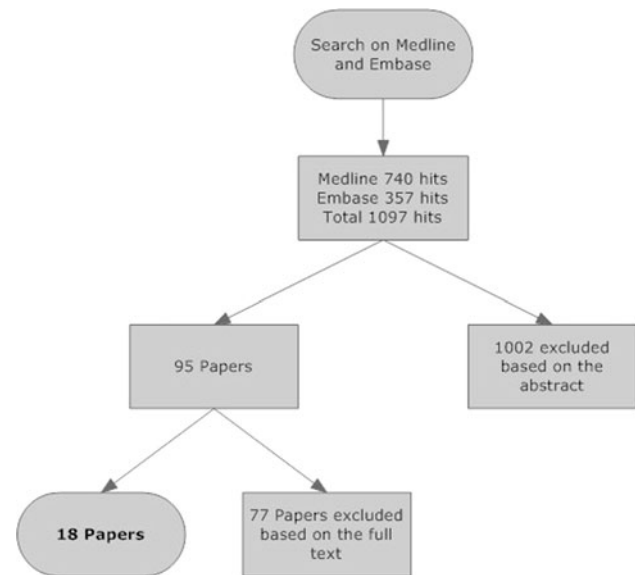 Search on Medline
and Embase
Medline 740 hits
Embase 357 hits
Total 1097 hits
95 Papers
1002 excluded
based on the
abstract
18 Papers
77 Papers excluded
based on the full
text